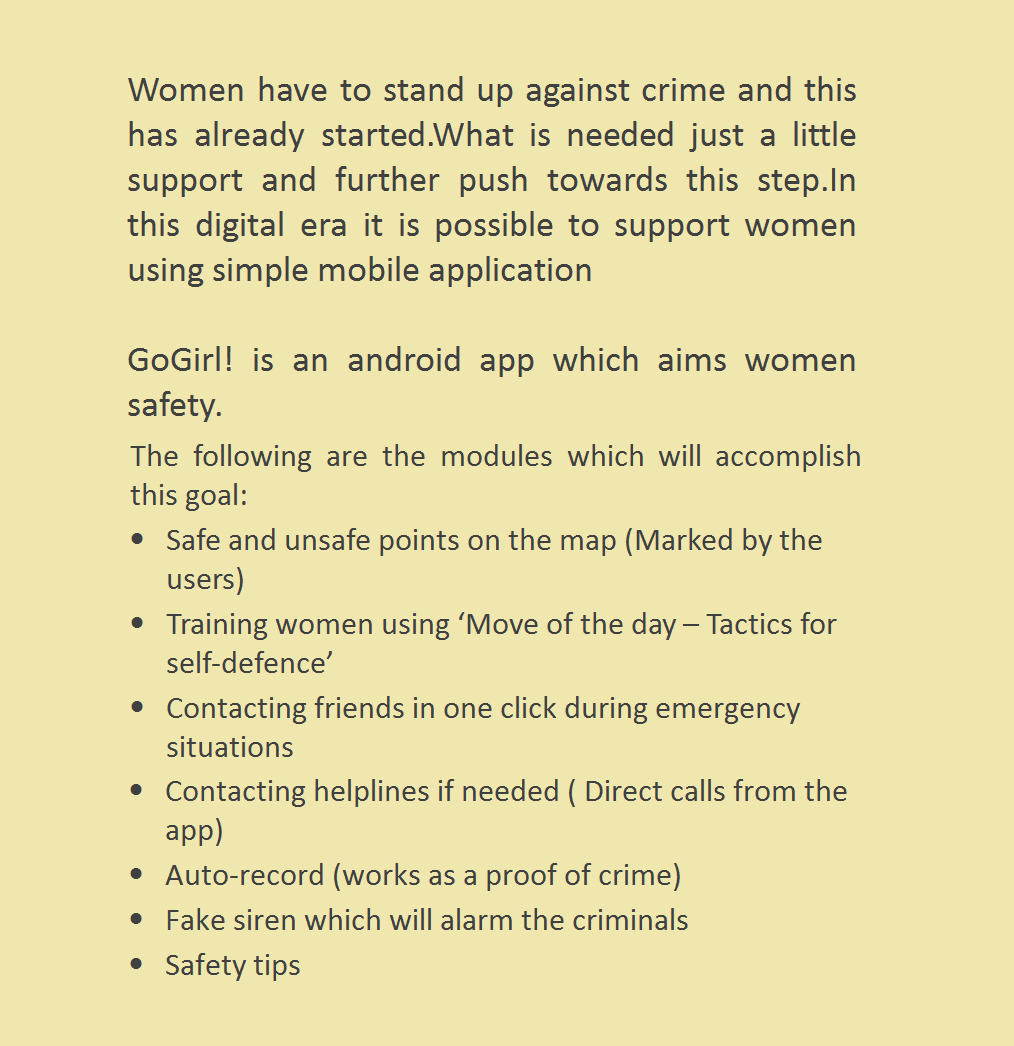 Women have to stand up against crime and this
has already started.What is needed just a little
support and further push towards this step.In
this digital era it is possible to support women
using simple mobile application
GoGirl! is an android app which aims women
safety.
The following are the modules which will accomplish
this goal:
• Safe and unsafe points on the map (Marked by the
users)
• Training women using ‘Move of the day – Tactics for
self-defence’
• Contacting friends in one click during emergency
situations
• Contacting helplines if needed ( Direct calls from the
app)
• Auto-record (works as a proof of crime)
• Fake siren which will alarm the criminals
• Safety tips